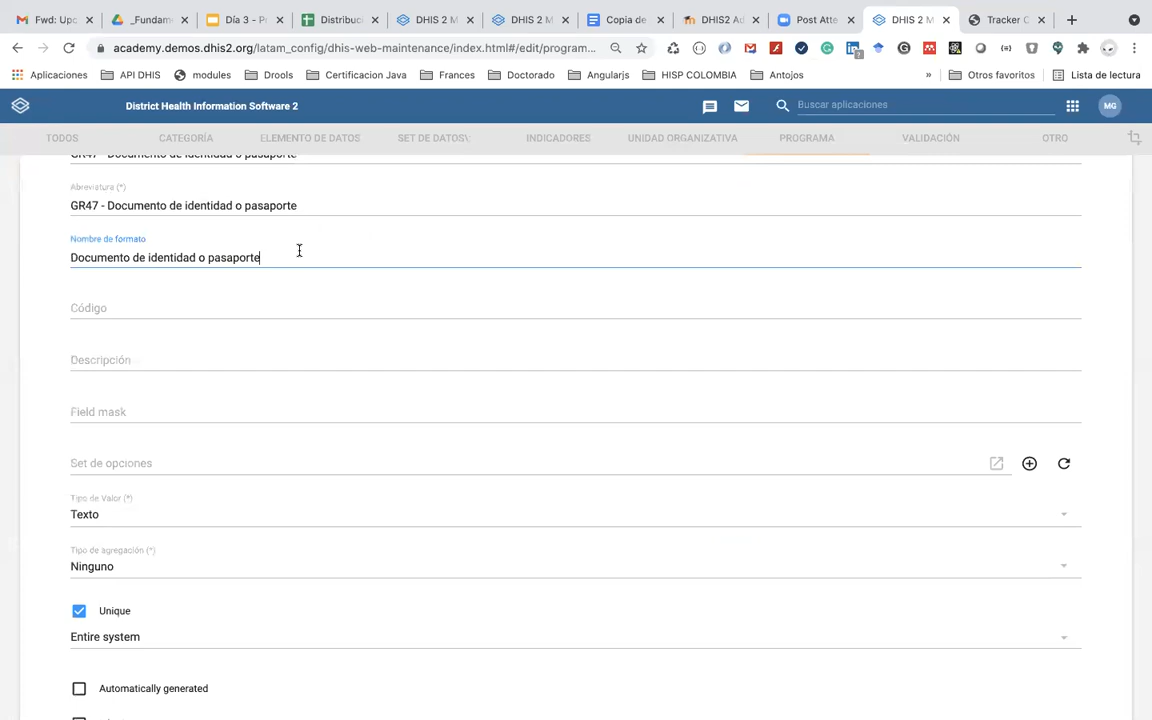 Fwd: Upc
_Fundam
Día 3 - P
Distribuc
DHIS 2 M
DHIS 2 M
Copia de
DHIS2 Ad
Post Atte
DHIS 2 M
Tracker C
academy.demos.dhis2.org/latam_config/dhis-web-maintenance/index.html#/edit/program...
Aplicaciones
API DHIS
modules
Drools
Certificacion Java
Frances
Doctorado
Angularjs
HISP COLOMBIA
Antojos
»
Otros favoritos
Lista de lectura
District Health Information Software 2
Buscar aplicaciones
MG
TODOS
CATEGORÍA
ELEMENTO DE DATOS
SET DE DATOS\
INDICADORES
UNIDAD ORGANIZATIVA
PROGRAMA
VALIDACIÓN
OTRO
GR47 - Documento de identidad o pasaporte
Abreviatura (*)
GR47 - Documento de identidad o pasaporte
Nombre de formato
Documento de identidad o pasaporte
Código
Descripción
Field mask
Set de opciones
Tipo de Valor (*)
Texto
Tipo de agregación (*)
Ninguno
Unique
Entire system
Automatically generated